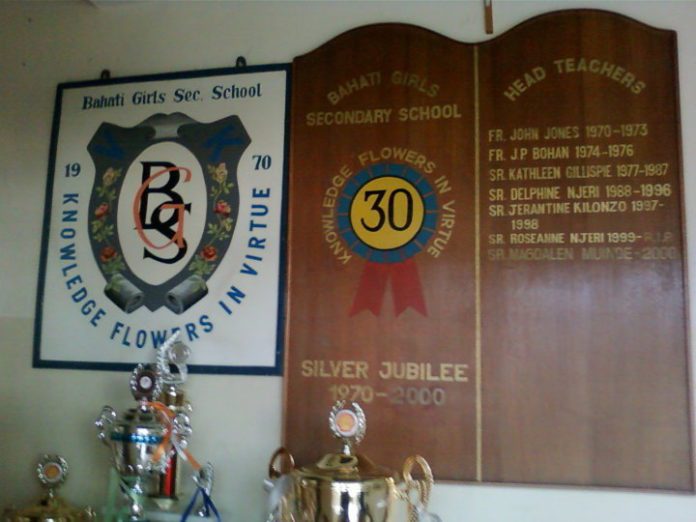 Bahati Girls Sec. School
V K
19 70
BGS
KNOWLEDGE FLOWERS IN VIRTUE
BAHATI GIRLS
SECONDARY SCHOOL
KNOWLEDGE FLOWERS IN VIRTUE
30
SILVER JUBILEE
1970-2000
HEAD TEACHERS
FR. JOHN JONES 1970-1973
FR. J.P BOHAN 1974-1976
SR. KATHLEEN GILLISPIE 1977-1987
SR. DELPHINE NJERI 1988-1996
SR. JERANTINE KILONZO 1997-
1998
SR. ROSEANNE NJERI 1999-R.I.P
SR. MAGDALEN MUINDE-2000